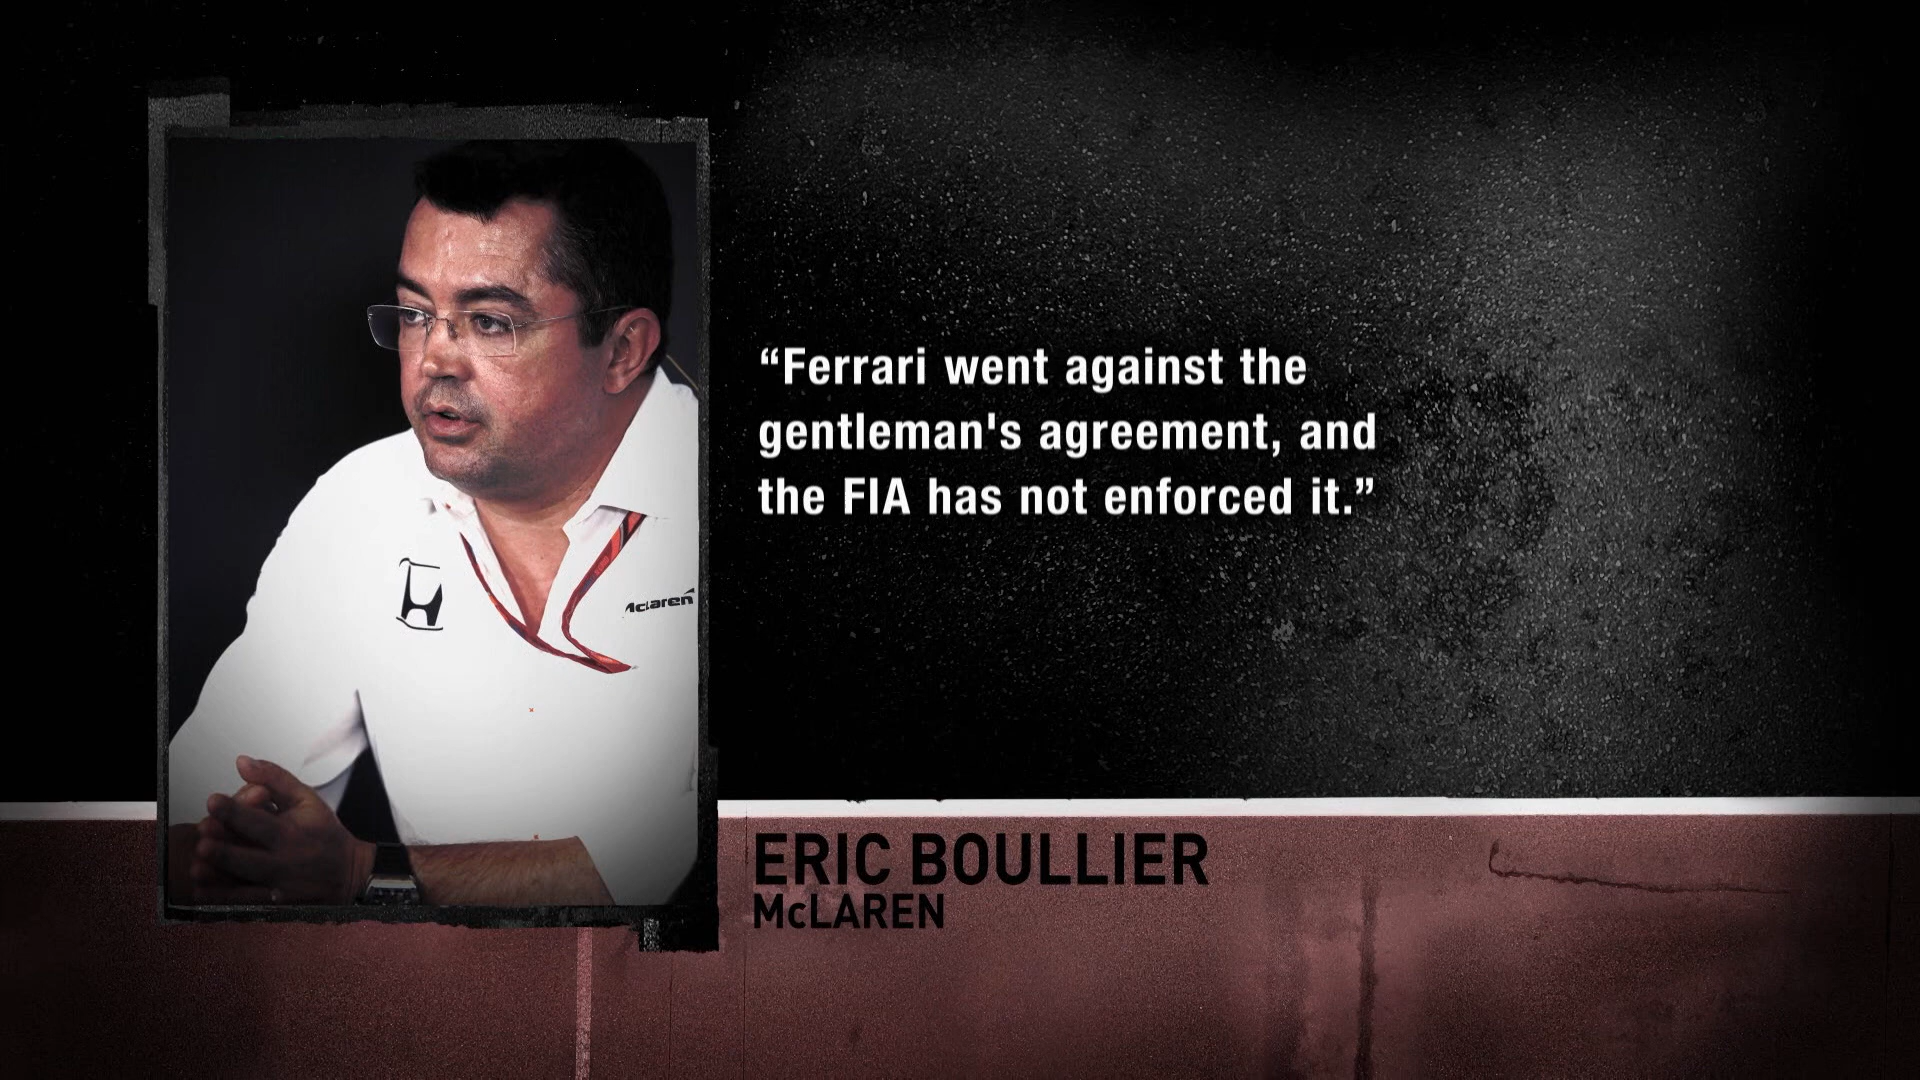 “Ferrari went against the
gentleman's agreement, and
the FIA has not enforced it.”
McLaren
ERIC BOULLIER
McLAREN